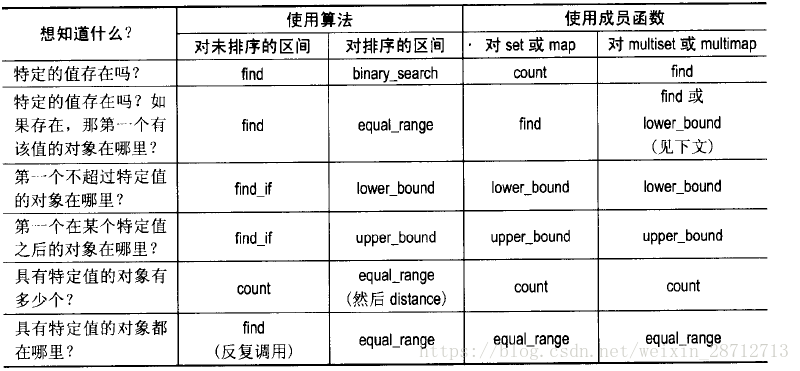 想知道什么？
使用算法
使用成员函数
对未排序的区间
对排序的区间
对 set 或 map
对 multiset 或 multimap
特定的值存在吗？
find
binary_search
count
find
特定的值存在吗？如
果存在，那第一个有
该值的对象在哪里？
find
equal_range
find
find 或
lower_bound
（见下文）
第一个不超过特定值
的对象在哪里？
find_if
lower_bound
lower_bound
lower_bound
第一个在某个特定值
之后的对象在哪里？
find_if
upper_bound
upper_bound
upper_bound
具有特定值的对象有
多少个？
count
equal_range
（然后 distance）
count
count
具有特定值的对象都
在哪里？
find
（反复调用）
equal_range
equal_range
equal_range
https://blog.csdn.net/weixin_28712713